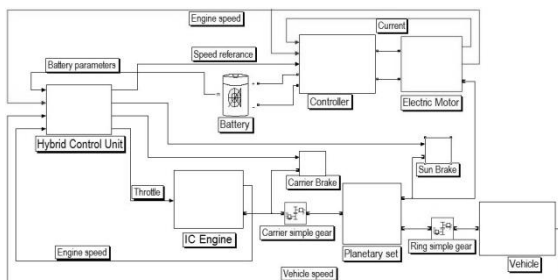 Engine speed
Current
Speed referance
Battery parameters
Controller
Electric Motor
Battery
Hybrid Control Unit
Sun Brake
Carrier Brake
Throttle
IC Engine
Carrier simple gear
Planetary set
Ring simple gear
Engine speed
Vehicle
Vehicle speed